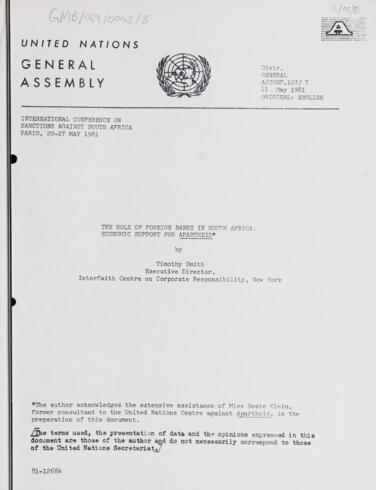 GMB/069/0003/8
11/05/81
UNITED NATIONS
GENERAL
ASSEMBLY
Distr.
GENERAL
A/CONF.107/7
11 May 1981
ORIGINAL: ENGLISH
INTERNATIONAL CONFERENCE ON
SANCTIONS AGAINST SOUTH AFRICA
PARIS, 20-27 MAY 1981
THE ROLE OF FOREIGN BANKS IN SOUTH AFRICA:
ECONOMIC SUPPORT FOR APARTHEID*
by
Timothy Smith
Executive Director,
Interfaith Centre on Corporate Responsibility, New York
*The author acknowledges the extensive assistance of Miss Beate Klein,
former consultant to the United Nations Centre against Apartheid, in the
preparation of this document.
[The terms used, the presentation of data and the opinions expressed in this
document are those of the author and do not necessarily correspond to those
of the United Nations Secretariat.]
81-12684